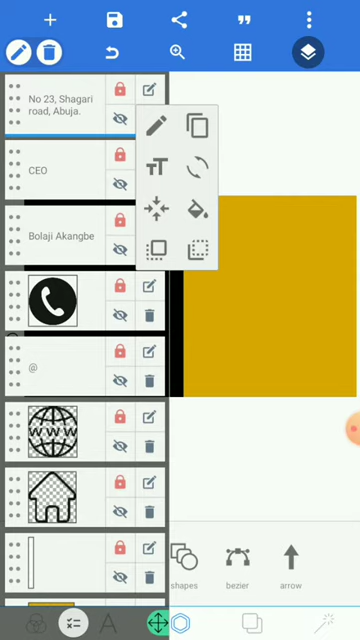 No 23, Shagari
road, Abuja.
CEO
Bolaji Akangbe
@
WWW
shapes
bezier
arrow